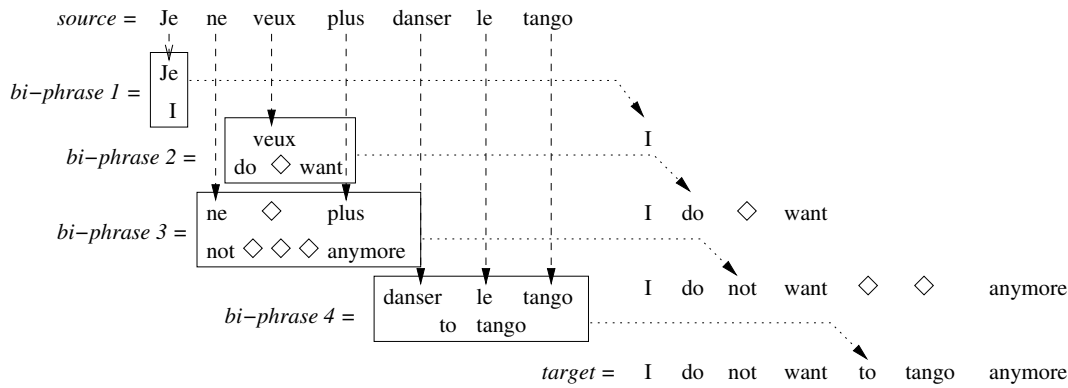 source = Je ne veux plus danser le tango
bi−phrase 1 = Je
I
I
bi−phrase 2 = veux
do ◇ want
I do ◇ want
bi−phrase 3 = ne ◇ plus
not ◇ ◇ ◇ anymore
I do not want ◇ ◇ anymore
bi−phrase 4 = danser le tango
to tango
target = I do not want to tango anymore